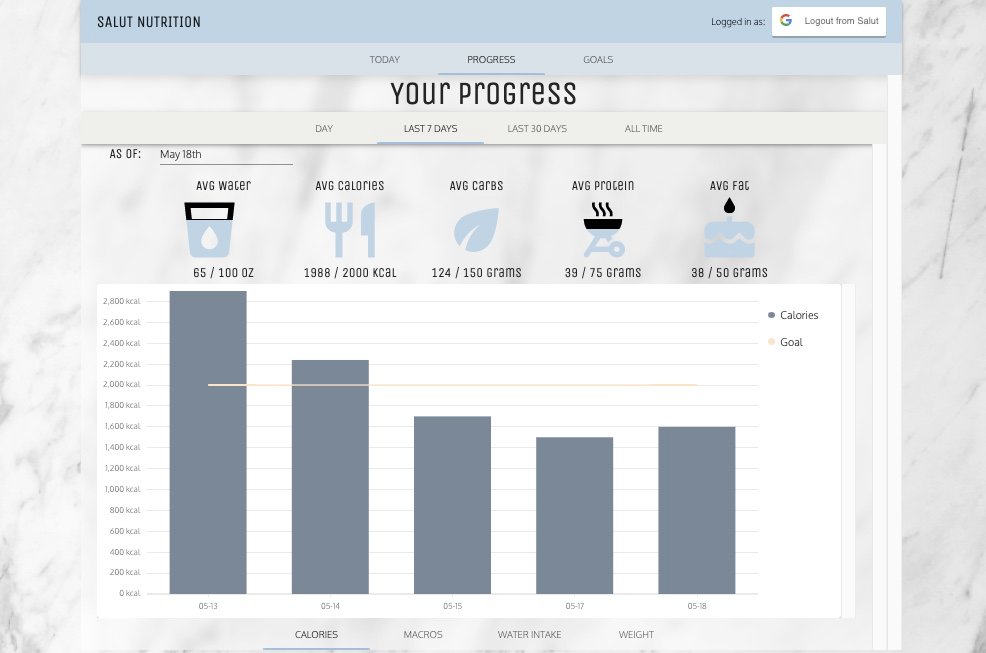 SALUT NUTRITION
Logged in as:
Logout from Salut
TODAY PROGRESS GOALS
Your Progress
DAY LAST 7 DAYS LAST 30 DAYS ALL TIME
AS OF: May 18th
Avg Water Avg Calories Avg Carbs Avg Protein Avg Fat
65 / 100 oz 1988 / 2000 Kcal 124 / 150 Grams 39 / 75 Grams 38 / 50 Grams
2,800 kcal
2,600 kcal
2,400 kcal
2,200 kcal
2,000 kcal
1,800 kcal
1,600 kcal
1,400 kcal
1,200 kcal
1,000 kcal
800 kcal
600 kcal
400 kcal
200 kcal
0 kcal
05-13 05-14 05-15 05-17 05-18
Calories
Goal
CALORIES MACROS WATER INTAKE WEIGHT